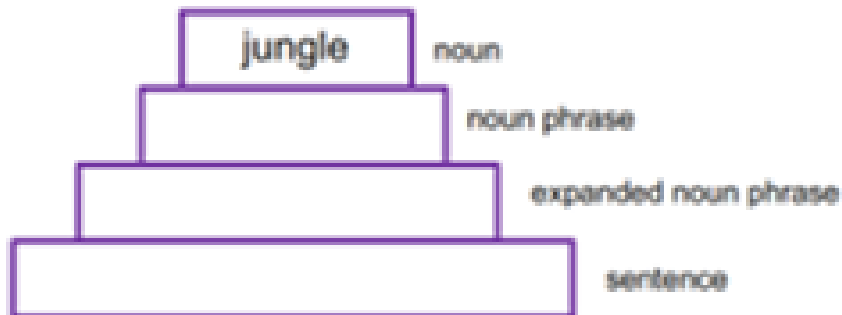 jungle noun
noun phrase
expanded noun phrase
sentence